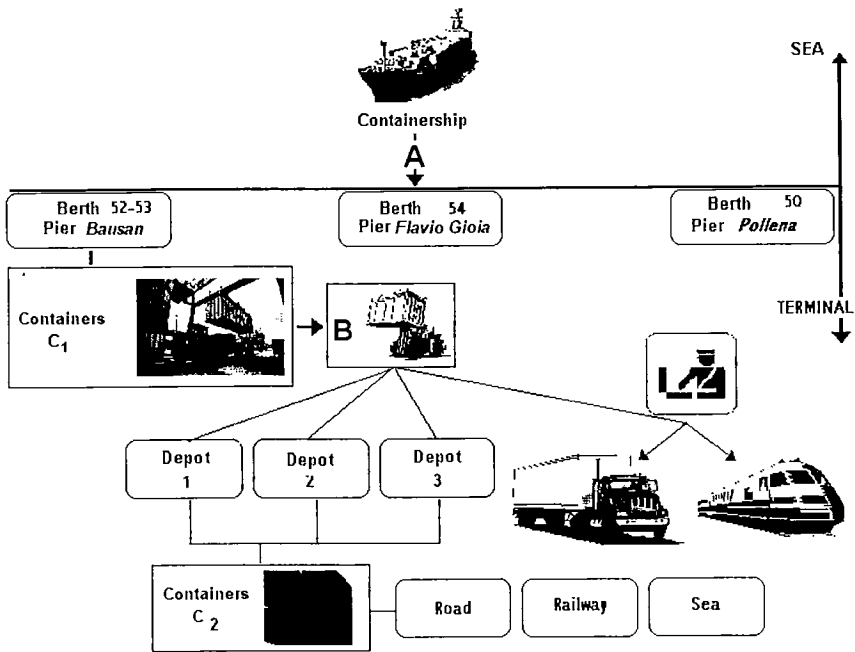 SEA
Containership
A
Berth 52-53
Pier Bausan
Berth 54
Pier Flavio Gioia
Berth 50
Pier Pollena
TERMINAL
Containers
C1
B
Depot
1
Depot
2
Depot
3
Containers
C 2
Road
Railway
Sea